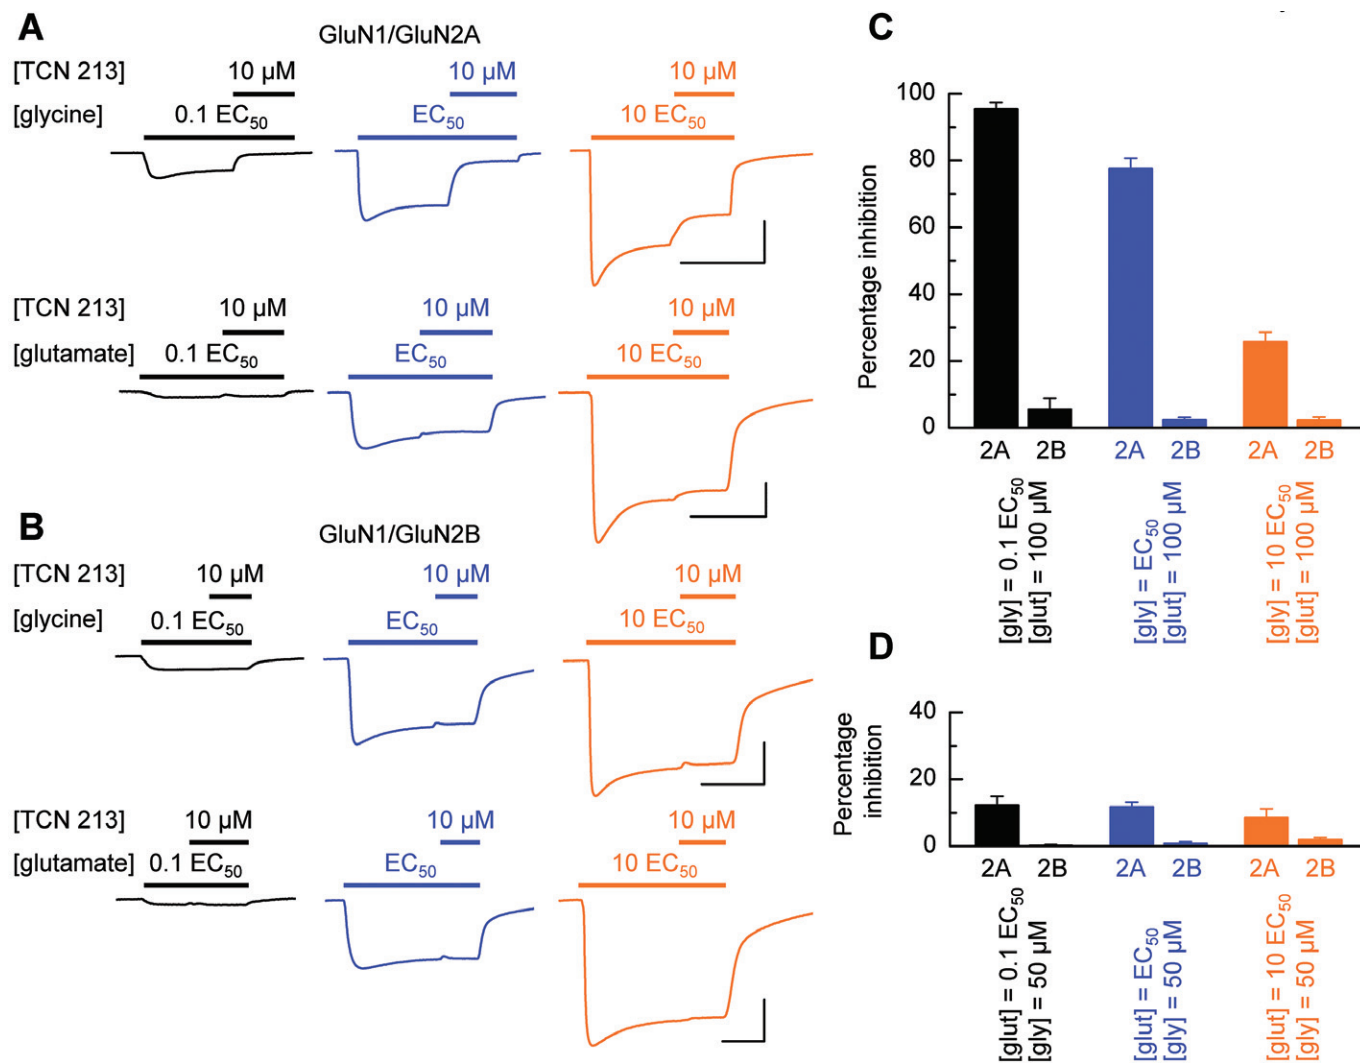 A
GluN1/GluN2A
[TCN 213] 10 µM 10 µM 10 µM
[glycine] 0.1 EC50 EC50 10 EC50
[TCN 213] 10 µM 10 µM 10 µM
[glutamate] 0.1 EC50 EC50 10 EC50
B
GluN1/GluN2B
[TCN 213] 10 µM 10 µM 10 µM
[glycine] 0.1 EC50 EC50 10 EC50
[TCN 213] 10 µM 10 µM 10 µM
[glutamate] 0.1 EC50 EC50 10 EC50
C
Percentage inhibition
100
80
60
40
20
0
2A 2B 2A 2B 2A 2B
[gly] = 0.1 EC50
[glut] = 100 µM
[gly] = EC50
[glut] = 100 µM
[gly] = 10 EC50
[glut] = 100 µM
D
Percentage
inhibition
40
20
0
2A 2B 2A 2B 2A 2B
[glut] = 0.1 EC50
[gly] = 50 µM
[glut] = EC50
[gly] = 50 µM
[glut] = 10 EC50
[gly] = 50 µM